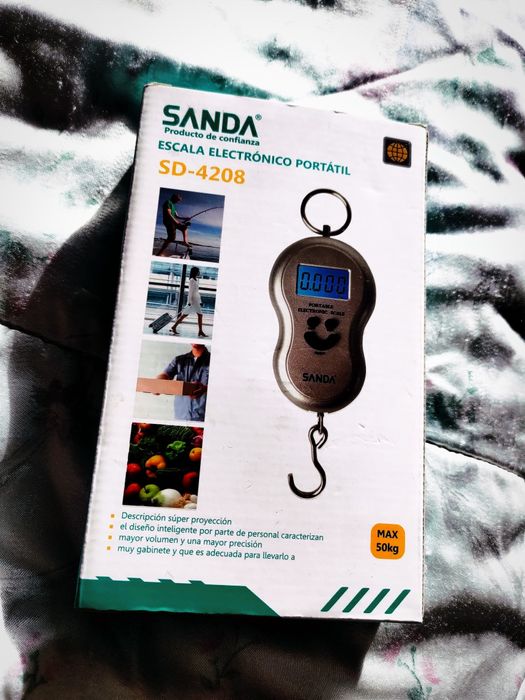 SANDA®
Producto de confianza
ESCALA ELECTRÓNICO PORTÁTIL
SD-4208
0.000
PORTABLE
ELECTRONIC SCALE
SANDA
Descripción súper proyección
el diseño inteligente por parte de personal caracterizan
mayor volumen y una mayor precisión
muy gabinete y que es adecuada para llevarlo a
MAX
50kg